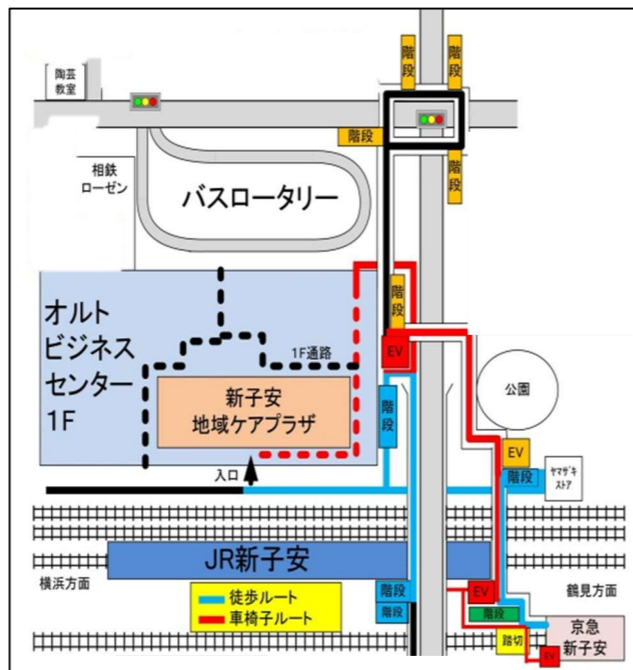 階段
階段
陶芸
教室
階段
階段
相鉄
ローゼン
バスロータリー
オルト
ビジネス
センター
1F
階段
1F通路
EV
新子安
地域ケアプラザ
階段
公園
EV
入口
階段
ヤマザキ
ストア
JR新子安
横浜方面
鶴見方面
徒歩ルート
車椅子ルート
階段
階段
EV
階段
踏切
京急
新子安
EV